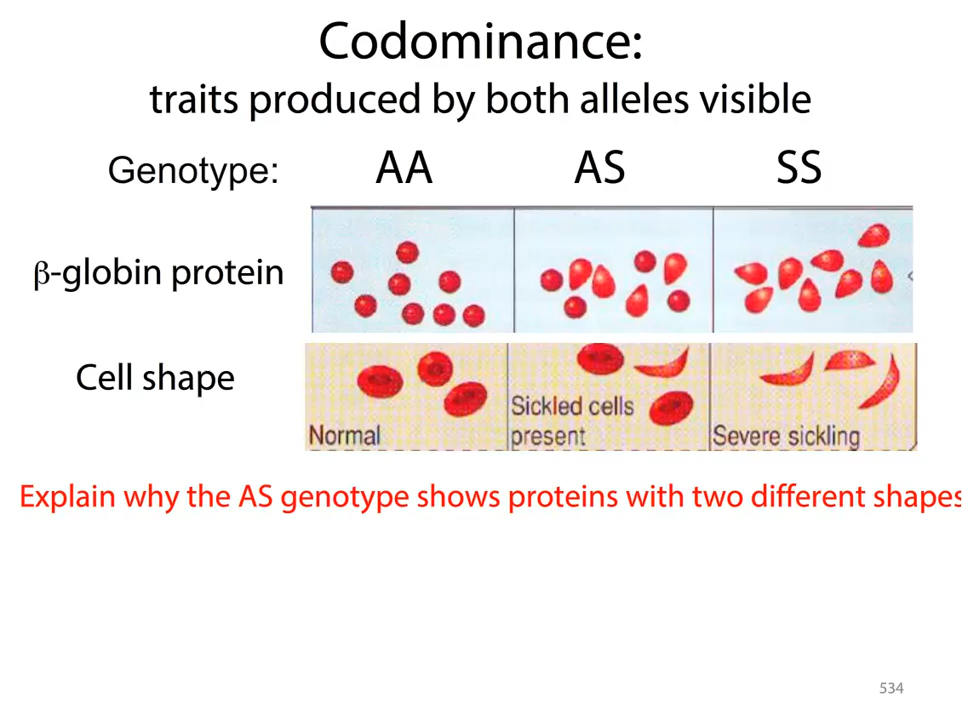 Codominance:
traits produced by both alleles visible
Genotype: AA AS SS
β-globin protein
Cell shape
Normal
Sickled cells
present
Severe sickling
Explain why the AS genotype shows proteins with two different shapes
534